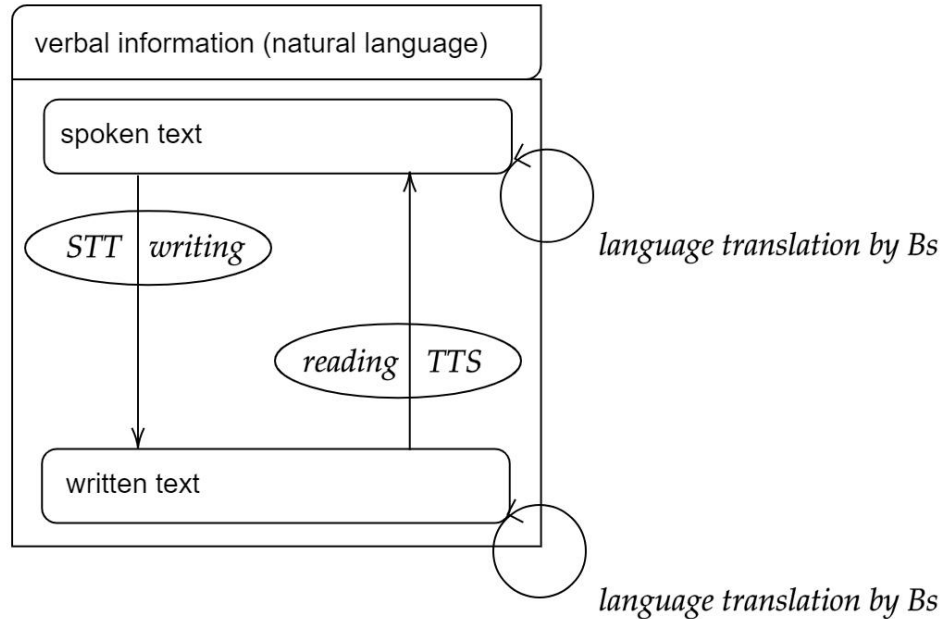 verbal information (natural language)
spoken text
STT writing
language translation by Bs
reading TTS
written text
language translation by Bs